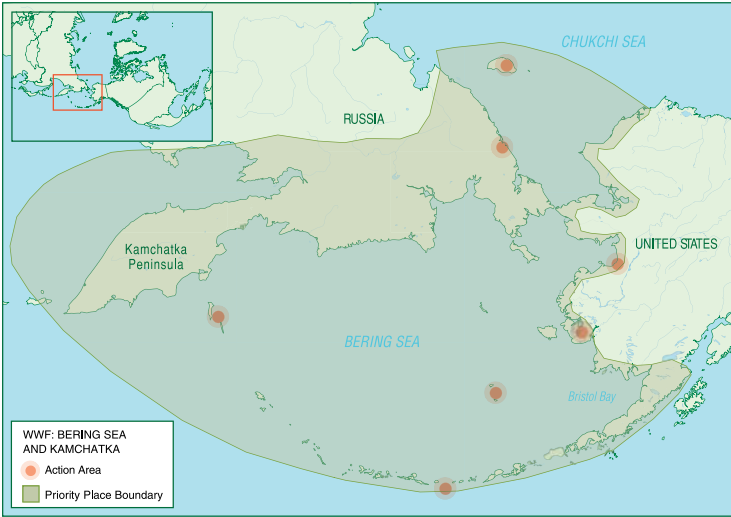 CHUKCHI SEA
RUSSIA
UNITED STATES
Kamchatka
Peninsula
BERING SEA
Bristol Bay
WWF: BERING SEA
AND KAMCHATKA
Action Area
Priority Place Boundary